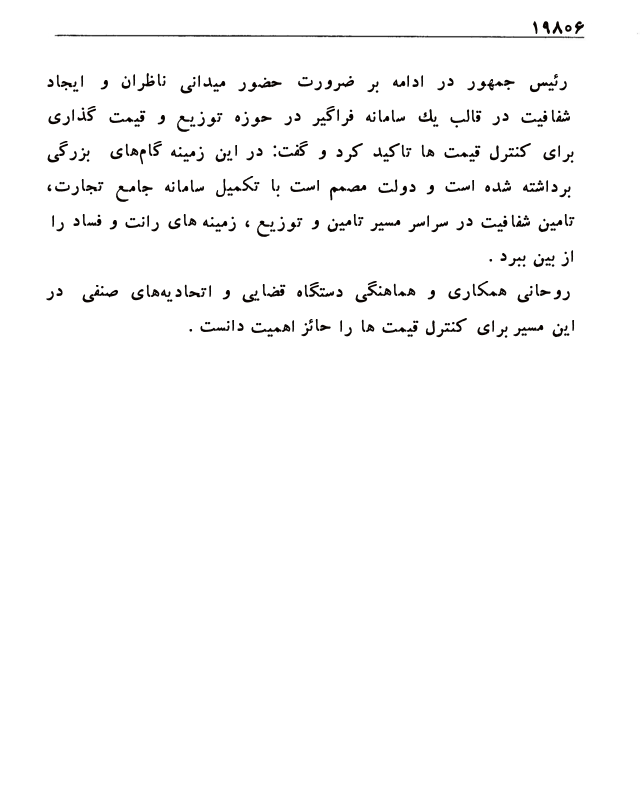 ۱۹۸۰۶
رئیس جمهور در ادامه بر ضرورت حضور میدانی ناظران و ایجاد
شفافیت در قالب یك سامانه فراگیر در حوزه توزیع و قیمت گذاری
برای کنترل قیمت ها تاکید کرد و گفت: در این زمینه گام‌های بزرگی
برداشته شده است و دولت مصمم است با تکمیل سامانه جامع تجارت،
تامین شفافیت در سراسر مسیر تامین و توزیع ، زمینه های رانت و فساد را
از بین ببرد .
روحانی همکاری و هماهنگی دستگاه قضایی و اتحادیه‌های صنفی در
این مسیر برای کنترل قیمت ها را حائز اهمیت دانست .